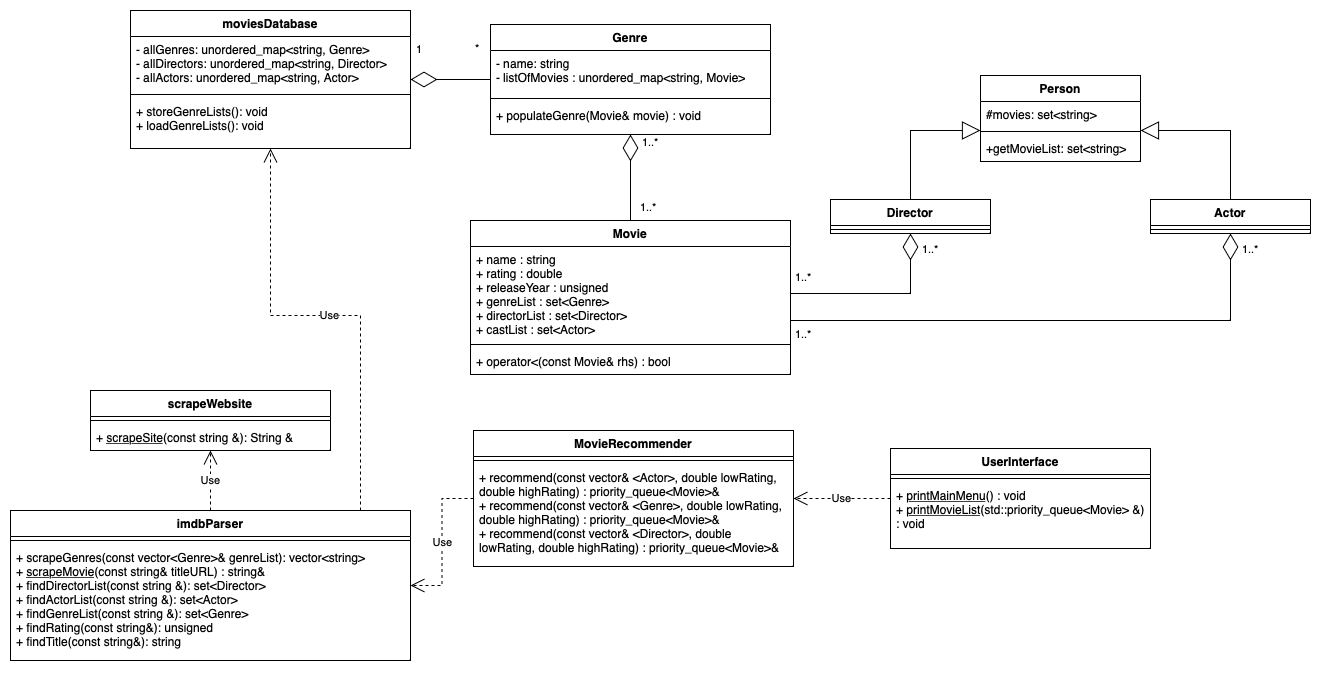 moviesDatabase
- allGenres: unordered_map<string, Genre>
- allDirectors: unordered_map<string, Director>
- allActors: unordered_map<string, Actor>
+ storeGenreLists(): void
+ loadGenreLists(): void
1
*
Genre
- name: string
- listOfMovies : unordered_map<string, Movie>
+ populateGenre(Movie& movie) : void
1..*
1..*
Person
#movies: set<string>
+getMovieList: set<string>
Director
1..*
Actor
1..*
Movie
+ name : string
+ rating : double
+ releaseYear : unsigned
+ genreList : set<Genre>
+ directorList : set<Director>
+ castList : set<Actor>
+ operator<(const Movie& rhs) : bool
1..*
1..*
Use
scrapeWebsite
+ scrapeSite(const string &): String &
Use
imdbParser
+ scrapeGenres(const vector<Genre>& genreList): vector<string>
+ scrapeMovie(const string& titleURL) : string&
+ findDirectorList(const string &): set<Director>
+ findActorList(const string &): set<Actor>
+ findGenreList(const string &): set<Genre>
+ findRating(const string&): unsigned
+ findTitle(const string&): string
Use
MovieRecommender
+ recommend(const vector& <Actor>, double lowRating,
double highRating) : priority_queue<Movie>&
+ recommend(const vector& <Genre>, double lowRating,
double highRating) : priority_queue<Movie>&
+ recommend(const vector& <Director>, double
lowRating, double highRating) : priority_queue<Movie>&
Use
UserInterface
+ printMainMenu() : void
+ printMovieList(std::priority_queue<Movie> &)
: void